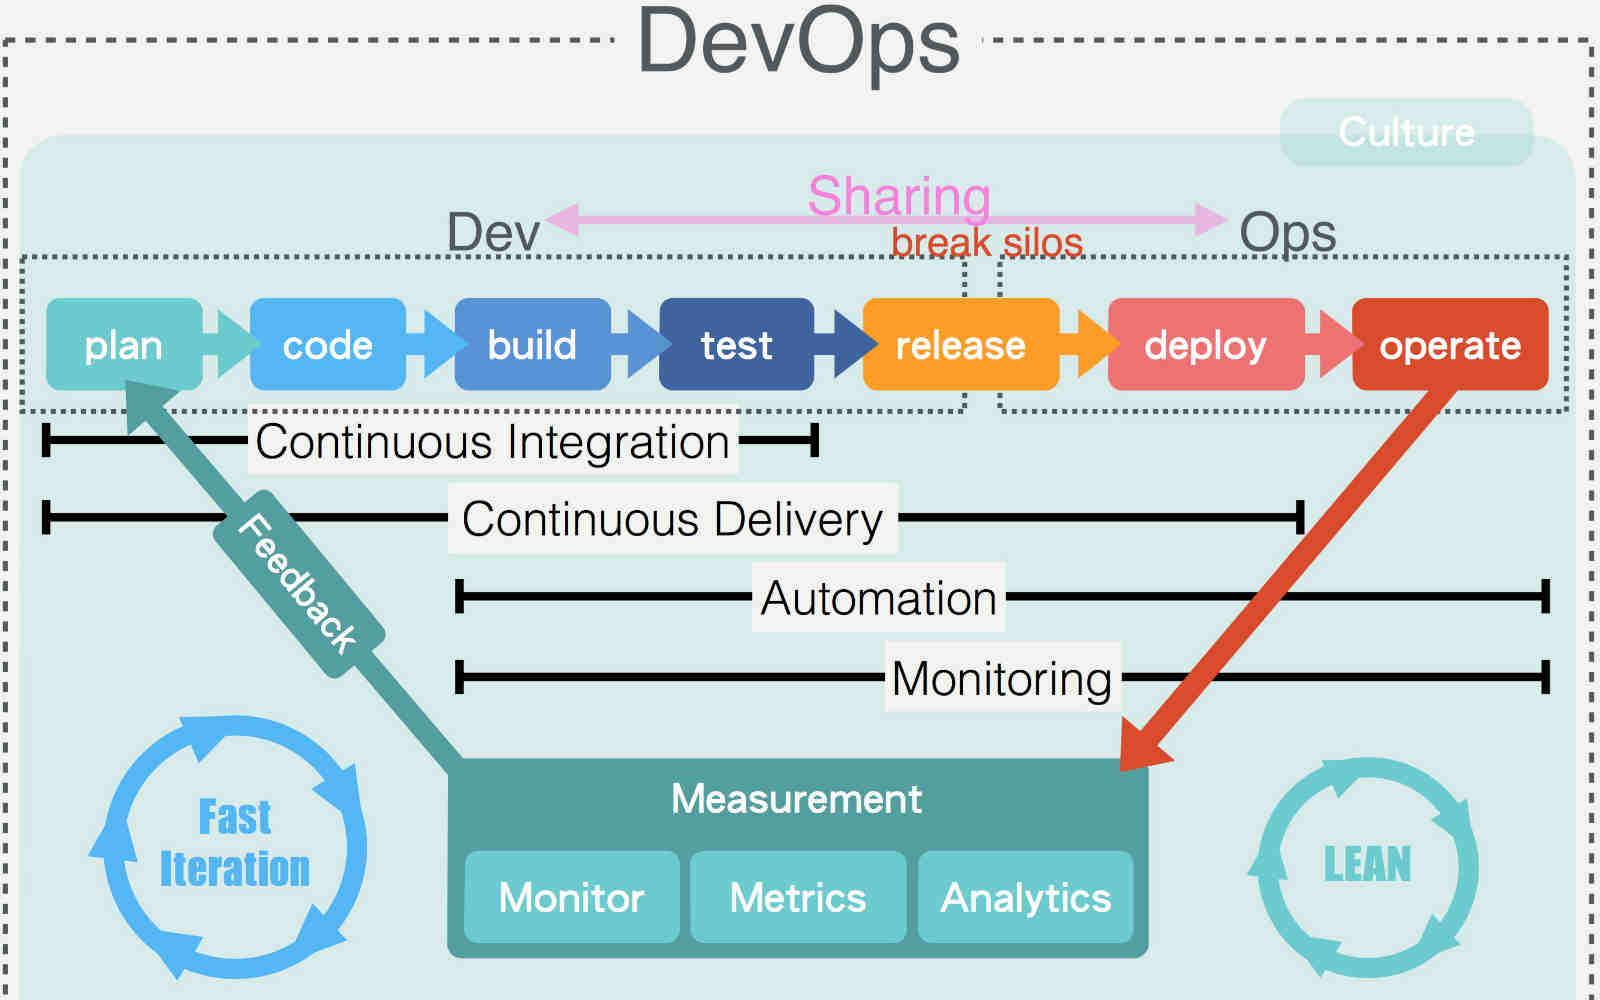 DevOps
Culture
Sharing
Dev
Ops
break silos
plan
code
build
test
release
deploy
operate
Continuous Integration
Continuous Delivery
Feedback
Automation
Monitoring
Measurement
Monitor
Metrics
Analytics
Fast
Iteration
LEAN